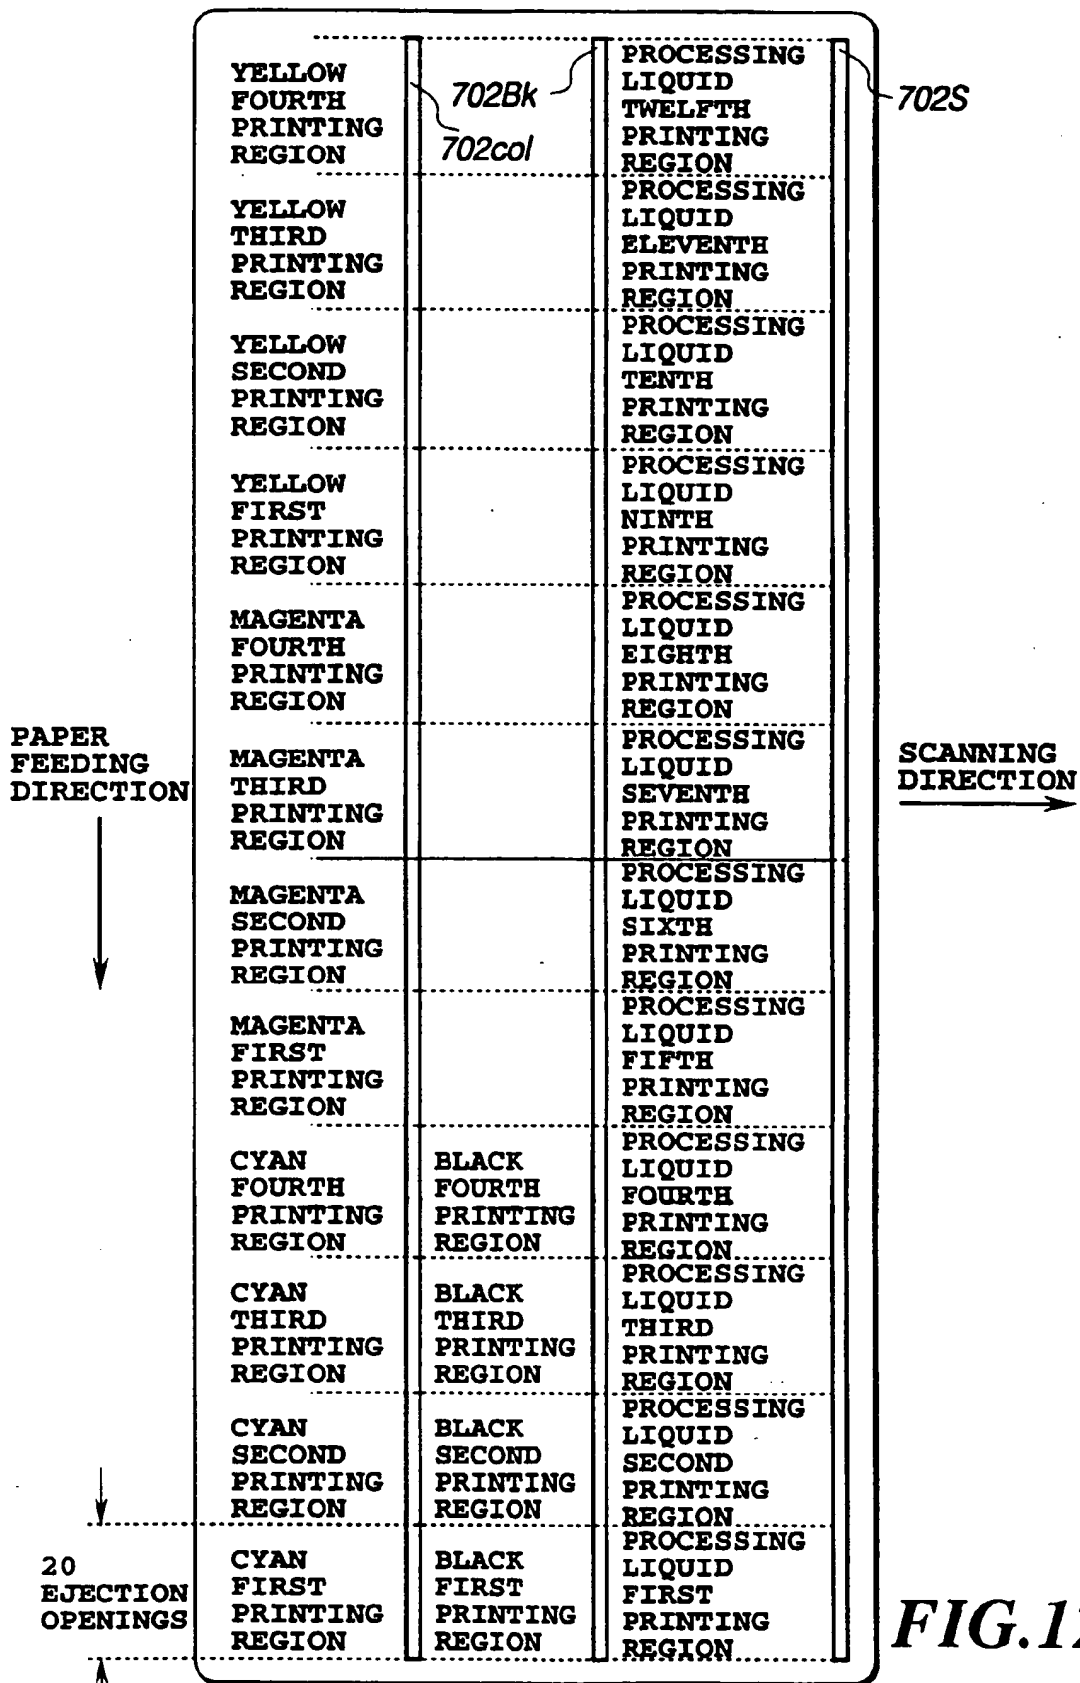 YELLOW
FOURTH
PRINTING
REGION
702col
702Bk
PROCESSING
LIQUID
TWELFTH
PRINTING
REGION
702S
YELLOW
THIRD
PRINTING
REGION
PROCESSING
LIQUID
ELEVENTH
PRINTING
REGION
YELLOW
SECOND
PRINTING
REGION
PROCESSING
LIQUID
TENTH
PRINTING
REGION
YELLOW
FIRST
PRINTING
REGION
PROCESSING
LIQUID
NINTH
PRINTING
REGION
MAGENTA
FOURTH
PRINTING
REGION
PROCESSING
LIQUID
EIGHTH
PRINTING
REGION
PAPER
FEEDING
DIRECTION
MAGENTA
THIRD
PRINTING
REGION
PROCESSING
LIQUID
SEVENTH
PRINTING
REGION
SCANNING
DIRECTION
MAGENTA
SECOND
PRINTING
REGION
PROCESSING
LIQUID
SIXTH
PRINTING
REGION
MAGENTA
FIRST
PRINTING
REGION
PROCESSING
LIQUID
FIFTH
PRINTING
REGION
CYAN
FOURTH
PRINTING
REGION
BLACK
FOURTH
PRINTING
REGION
PROCESSING
LIQUID
FOURTH
PRINTING
REGION
CYAN
THIRD
PRINTING
REGION
BLACK
THIRD
PRINTING
REGION
PROCESSING
LIQUID
THIRD
PRINTING
REGION
CYAN
SECOND
PRINTING
REGION
BLACK
SECOND
PRINTING
REGION
PROCESSING
LIQUID
SECOND
PRINTING
REGION
20
EJECTION
OPENINGS
CYAN
FIRST
PRINTING
REGION
BLACK
FIRST
PRINTING
REGION
PROCESSING
LIQUID
FIRST
PRINTING
REGION
FIG.12